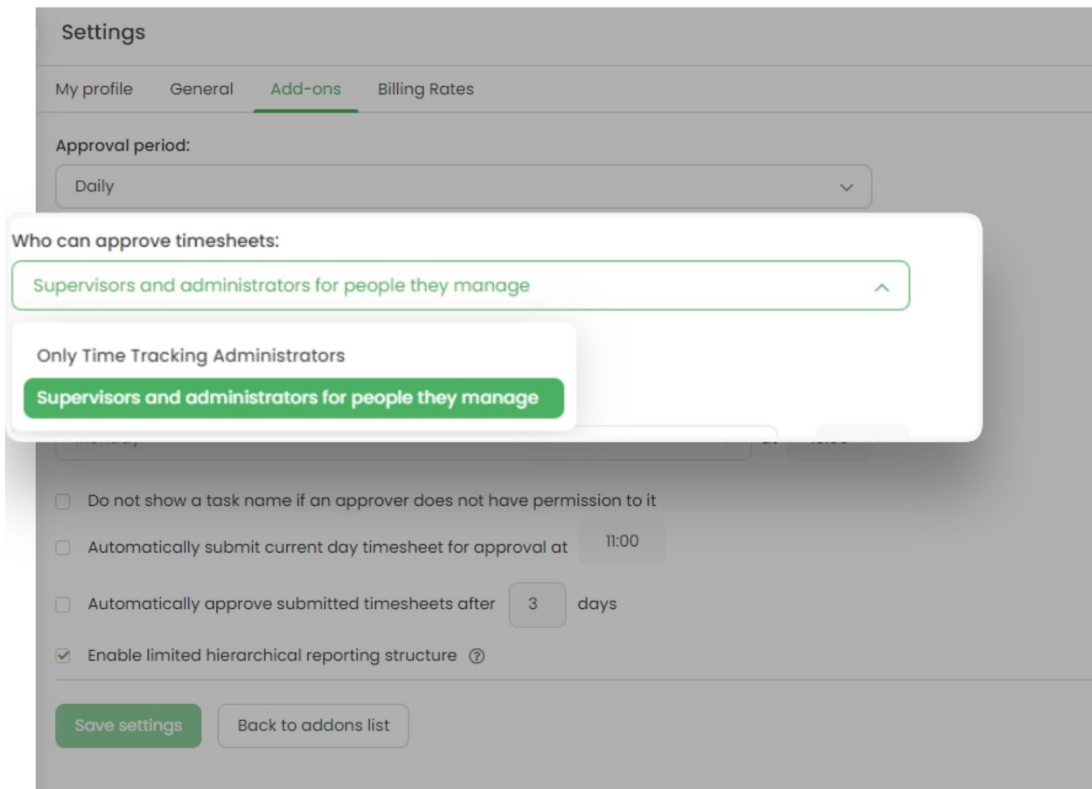 Settings
My profile General Add-ons Billing Rates
Approval period:
Daily
Who can approve timesheets:
Supervisors and administrators for people they manage
Only Time Tracking Administrators
Supervisors and administrators for people they manage
Do not show a task name if an approver does not have permission to it
Automatically submit current day timesheet for approval at 11:00
Automatically approve submitted timesheets after 3 days
Enable limited hierarchical reporting structure ?
Save settings Back to addons list